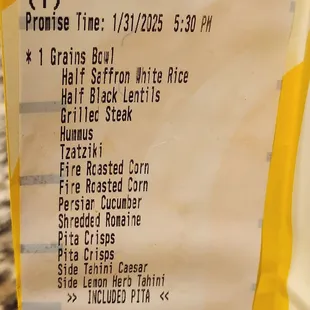 (1)
Promise Time: 1/31/2025 5:30 PM
* 1 Grains Bowl
Half Saffron White Rice
Half Black Lentils
Grilled Steak
Hummus
Tzatziki
Fire Roasted Corn
Fire Roasted Corn
Persian Cucumber
Shredded Romaine
Pita Crisps
Pita Crisps
Side Tahini Caesar
Side Lemon Herb Tahini
>> INCLUDED PITA <<